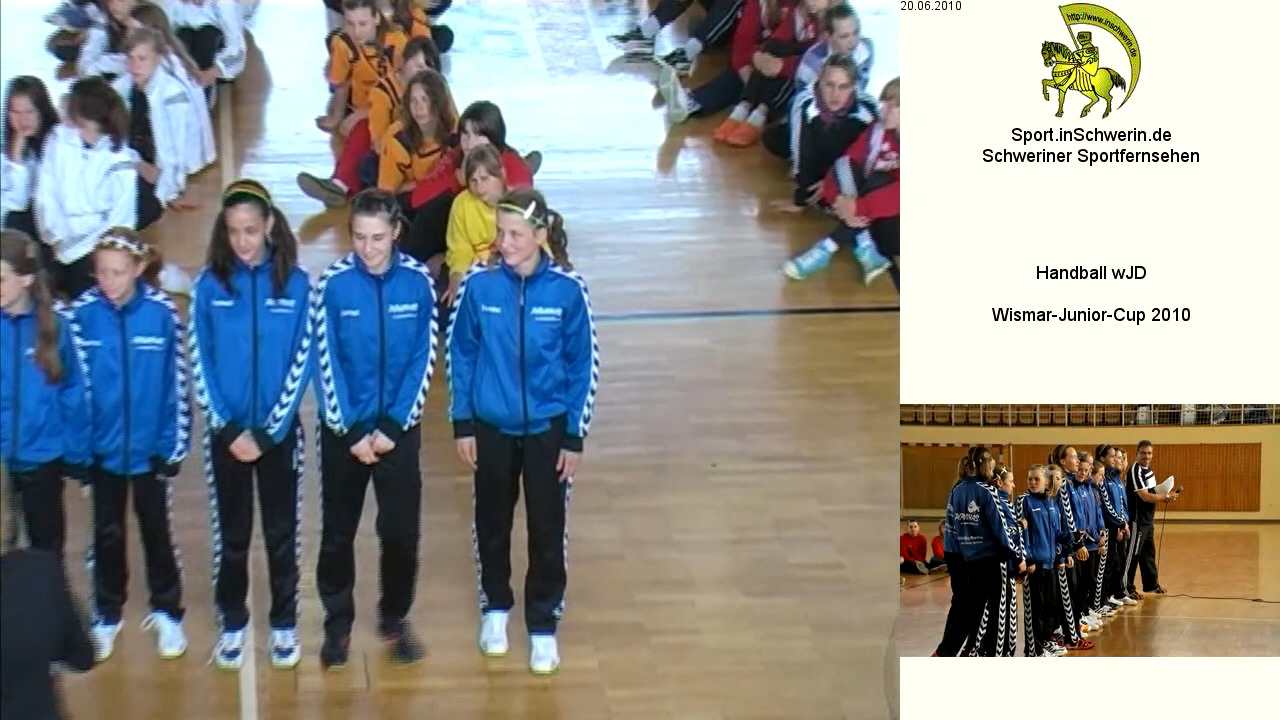 20.06.2010
http://www.inschwerin.de
Sport.inSchwerin.de
Schweriner Sportfernsehen
Handball wJD
Wismar-Junior-Cup 2010